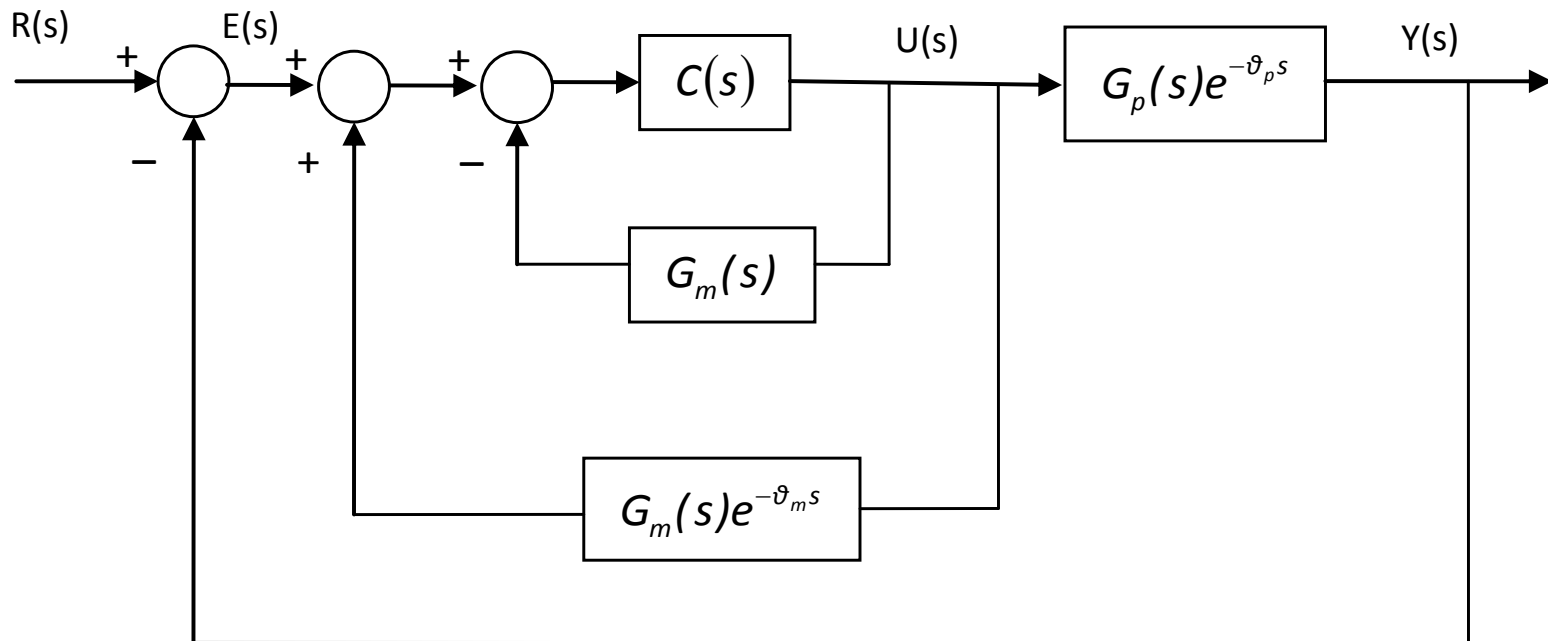 R(s)
E(s)
U(s)
Y(s)
+
+
+
C(s)
G_p(s)e^{-ϑ_p s}
−
+
−
G_m(s)
G_m(s)e^{-ϑ_m s}